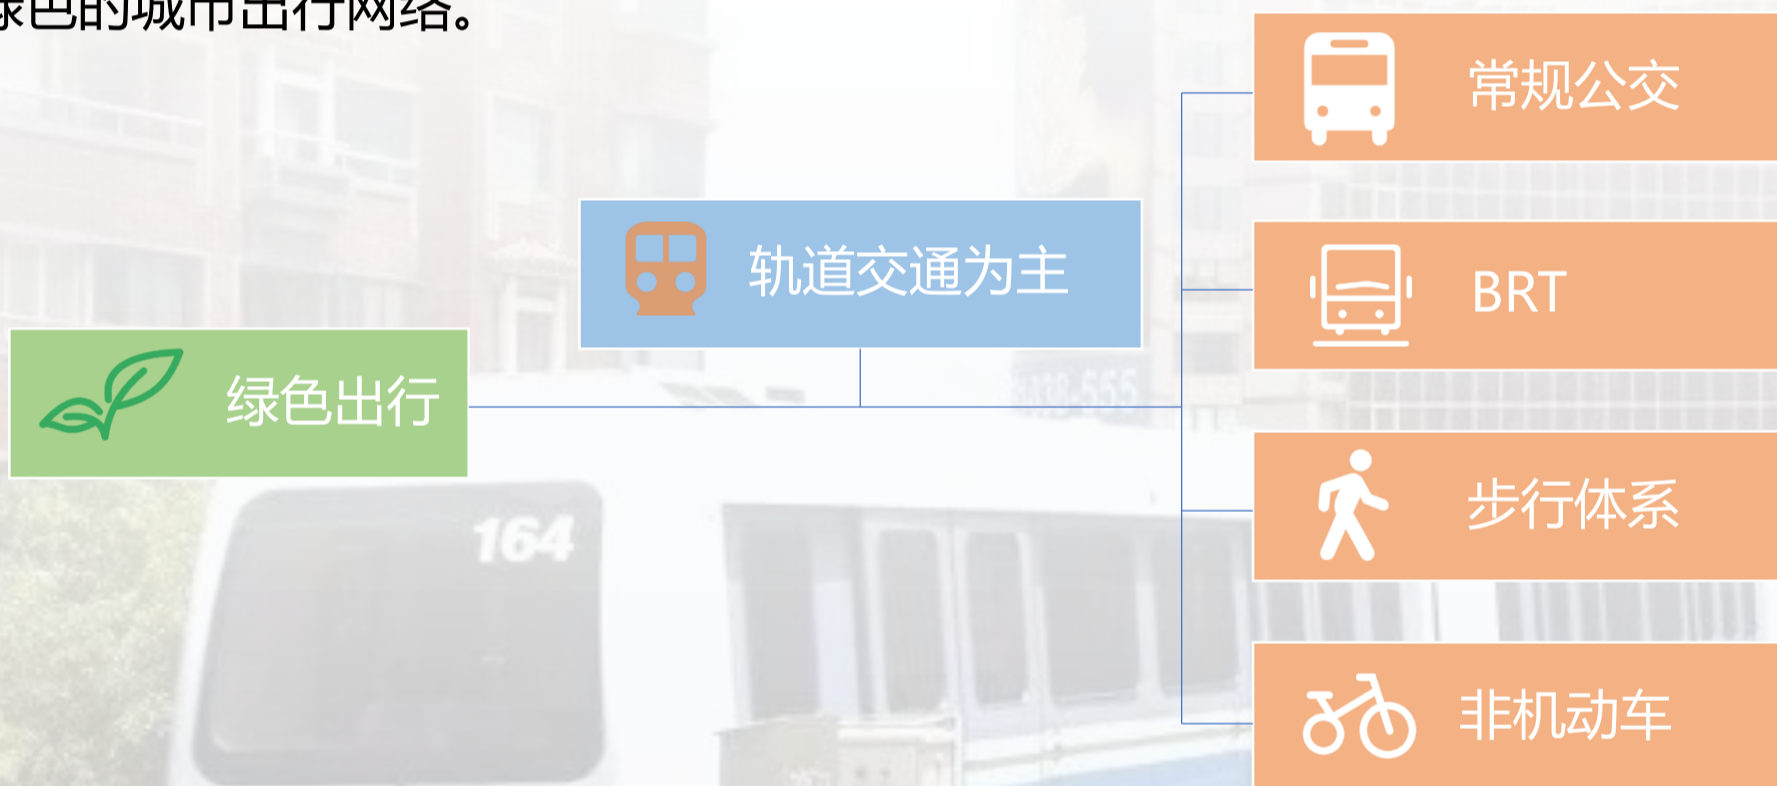 绿色的城市出行网络。
常规公交
轨道交通为主
BRT
绿色出行
步行体系
164
非机动车